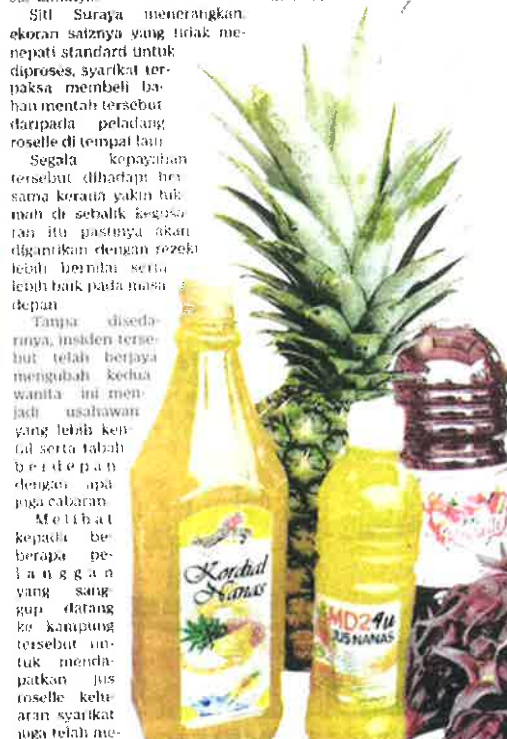 Siti Suraya menerangkan,
ekoran saiznya yang tidak me-
nepati standard untuk
diproses, syarikat ter-
paksa membeli ba-
han mentah tersebut
daripada peladang
roselle di tempat lain.
Segala kepayahan
tersebut dihadapi ber-
sama kerana yakin hik-
mah di sebalik kegusa-
ran itu pastinya akan
digantikan dengan rezeki
lebih bernilai serta
lebih baik pada masa
depan.
Tanpa diseda-
rinya, insiden terse-
but telah berjaya
mengubah kedua
wanita ini men-
jadi usahawan
yang lebih ken-
tal serta tabah
berdepan
dengan apa
juga cabaran.
Melihat
kepada be-
berapa pe-
langgan
yang sang-
gup datang
ke kampung
tersebut un-
tuk menda-
patkan jus
roselle kelu-
aran syarikat
juga telah me-
Kordial
Nanas
MD24u
JUS NANAS